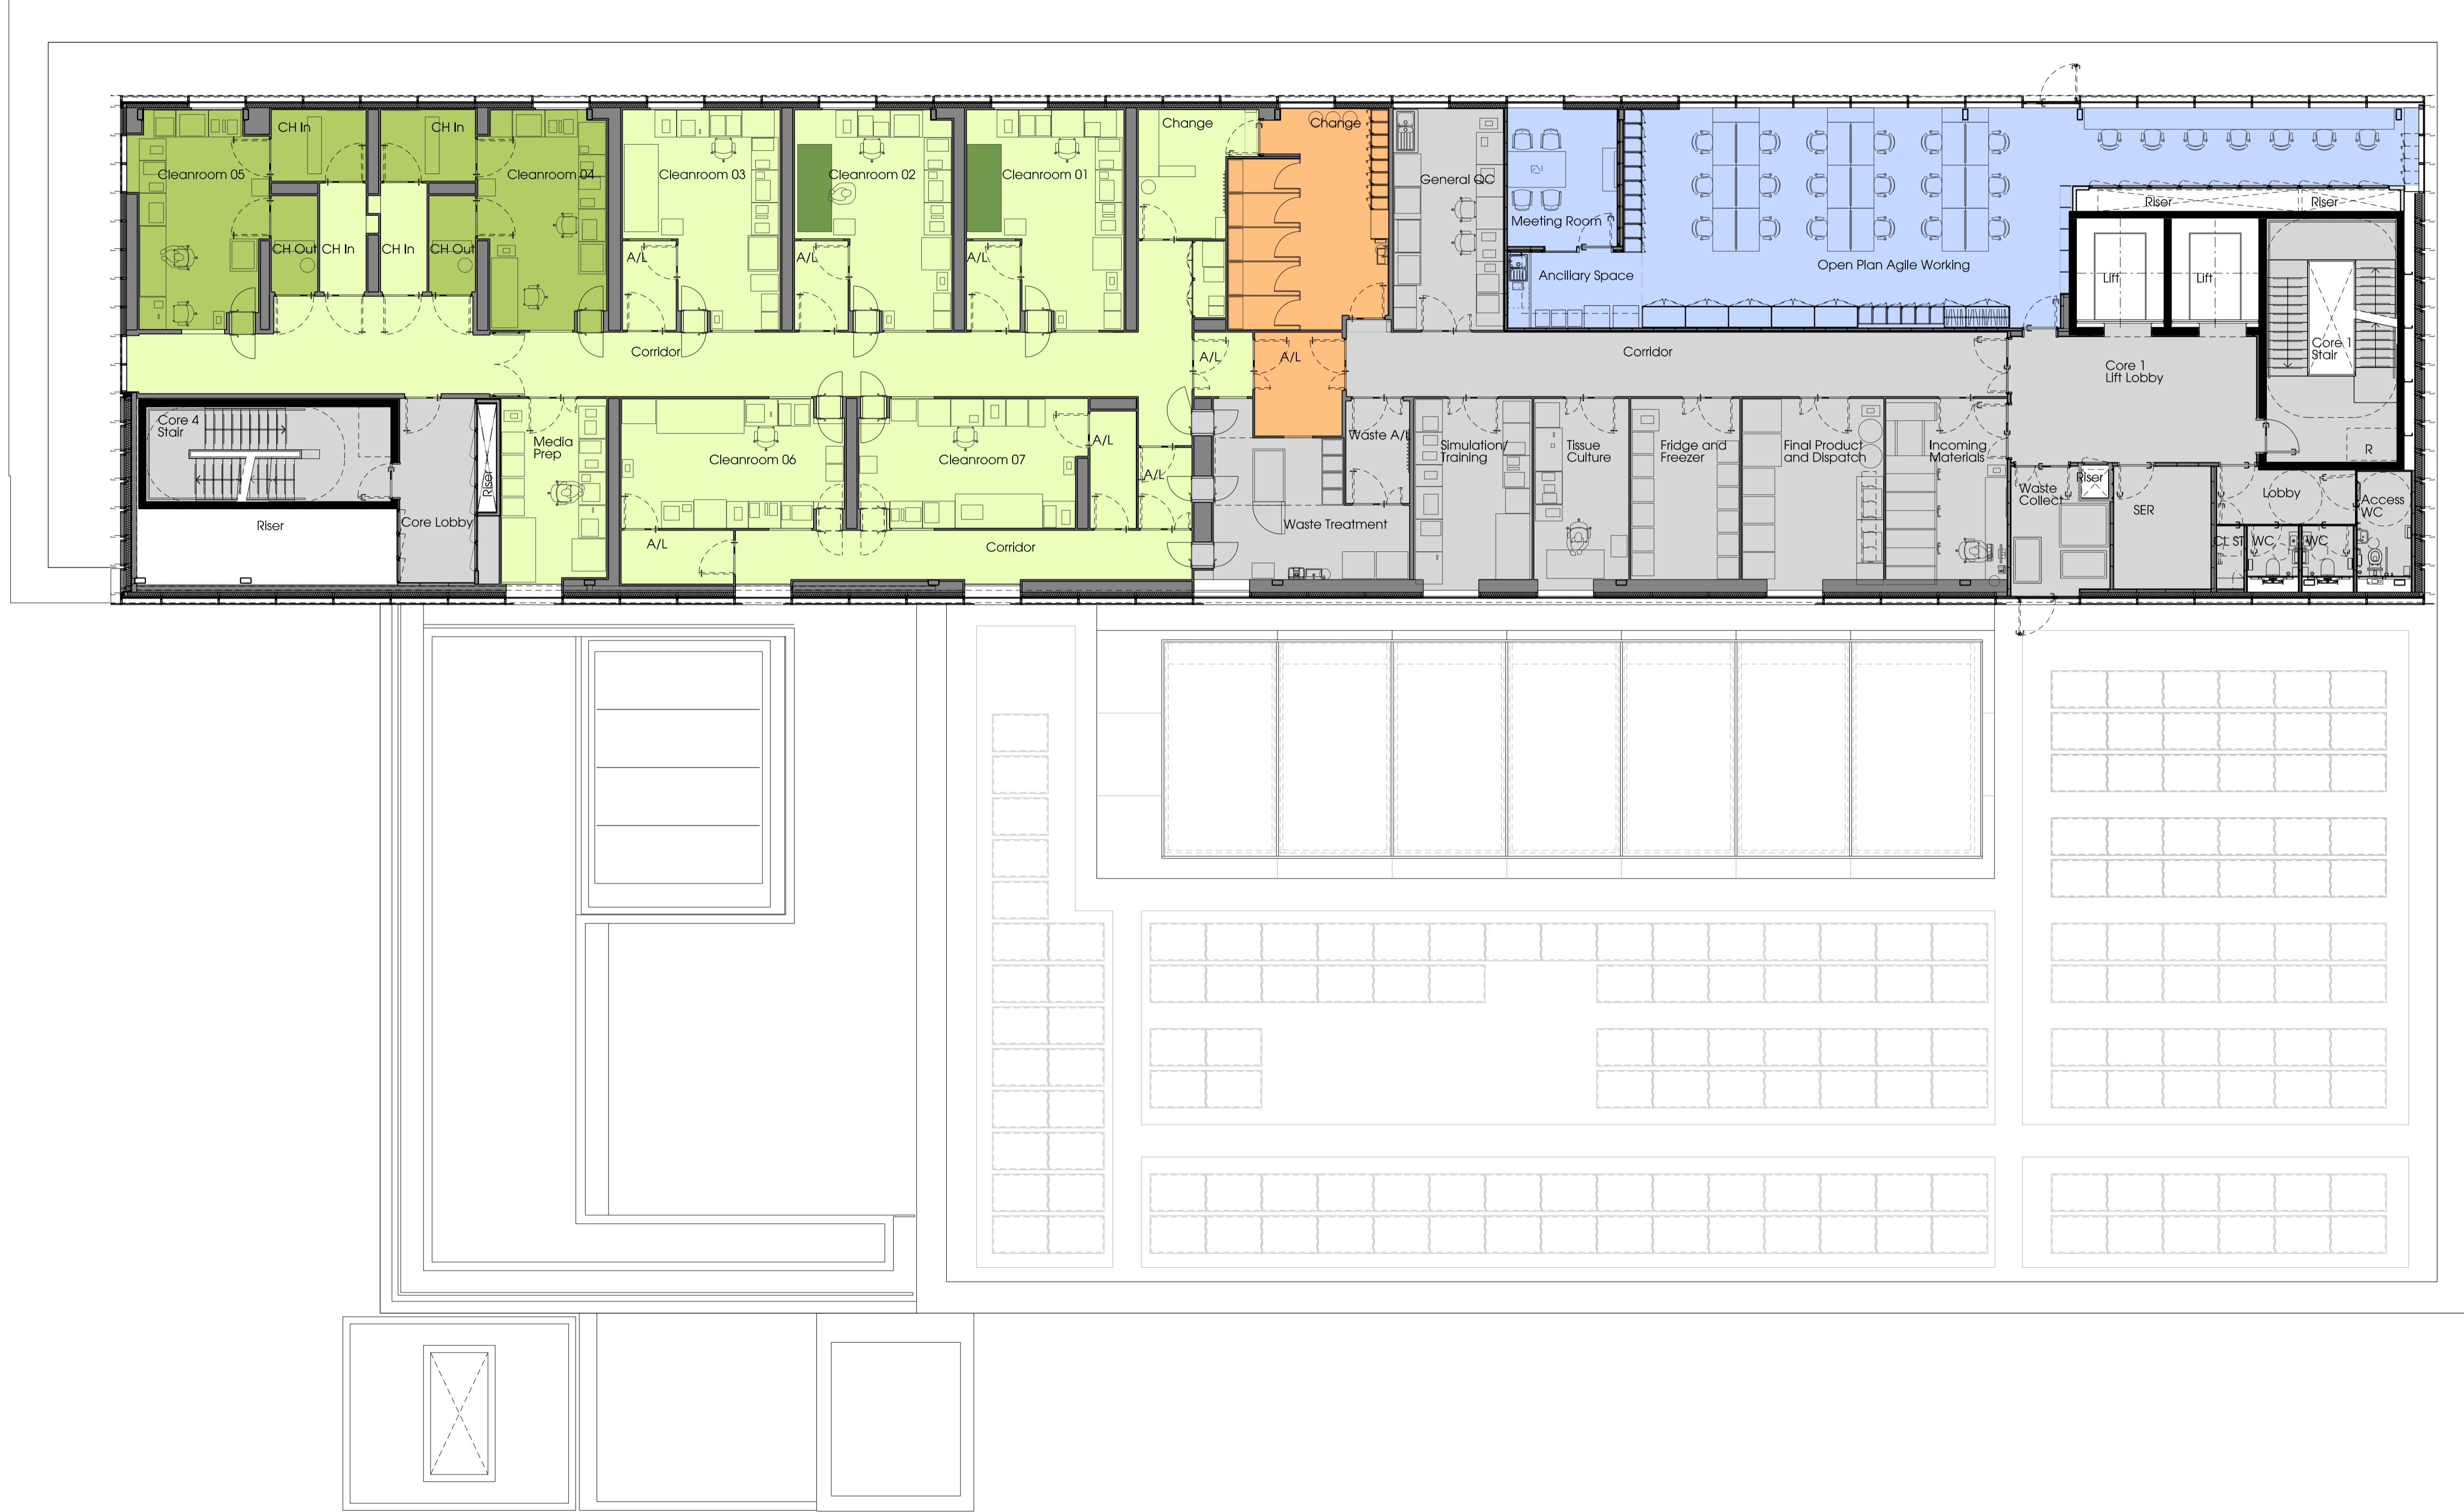 Cleanroom 05
CH In
CH In
Cleanroom 04
CH Out
CH In
CH In
CH Out
Cleanroom 03
A/L
Cleanroom 02
A/L
Cleanroom 01
A/L
Change
Change
General QC
Meeting Room
Ancillary Space
Open Plan Agile Working
Riser
Riser
Lift
Lift
Core 1
Stair
Corridor
A/L
A/L
Corridor
Core 1
Lift Lobby
Core 4
Stair
Riser
Core Lobby
Riser
Media
Prep
Cleanroom 06
A/L
Cleanroom 07
A/L
A/L
Corridor
Waste A/L
Waste Treatment
Simulation/
Training
Tissue
Culture
Fridge and
Freezer
Final Product
and Dispatch
Incoming
Materials
Waste
Collect
Riser
SER
Lobby
R
Access
WC
CL ST
WC
WC